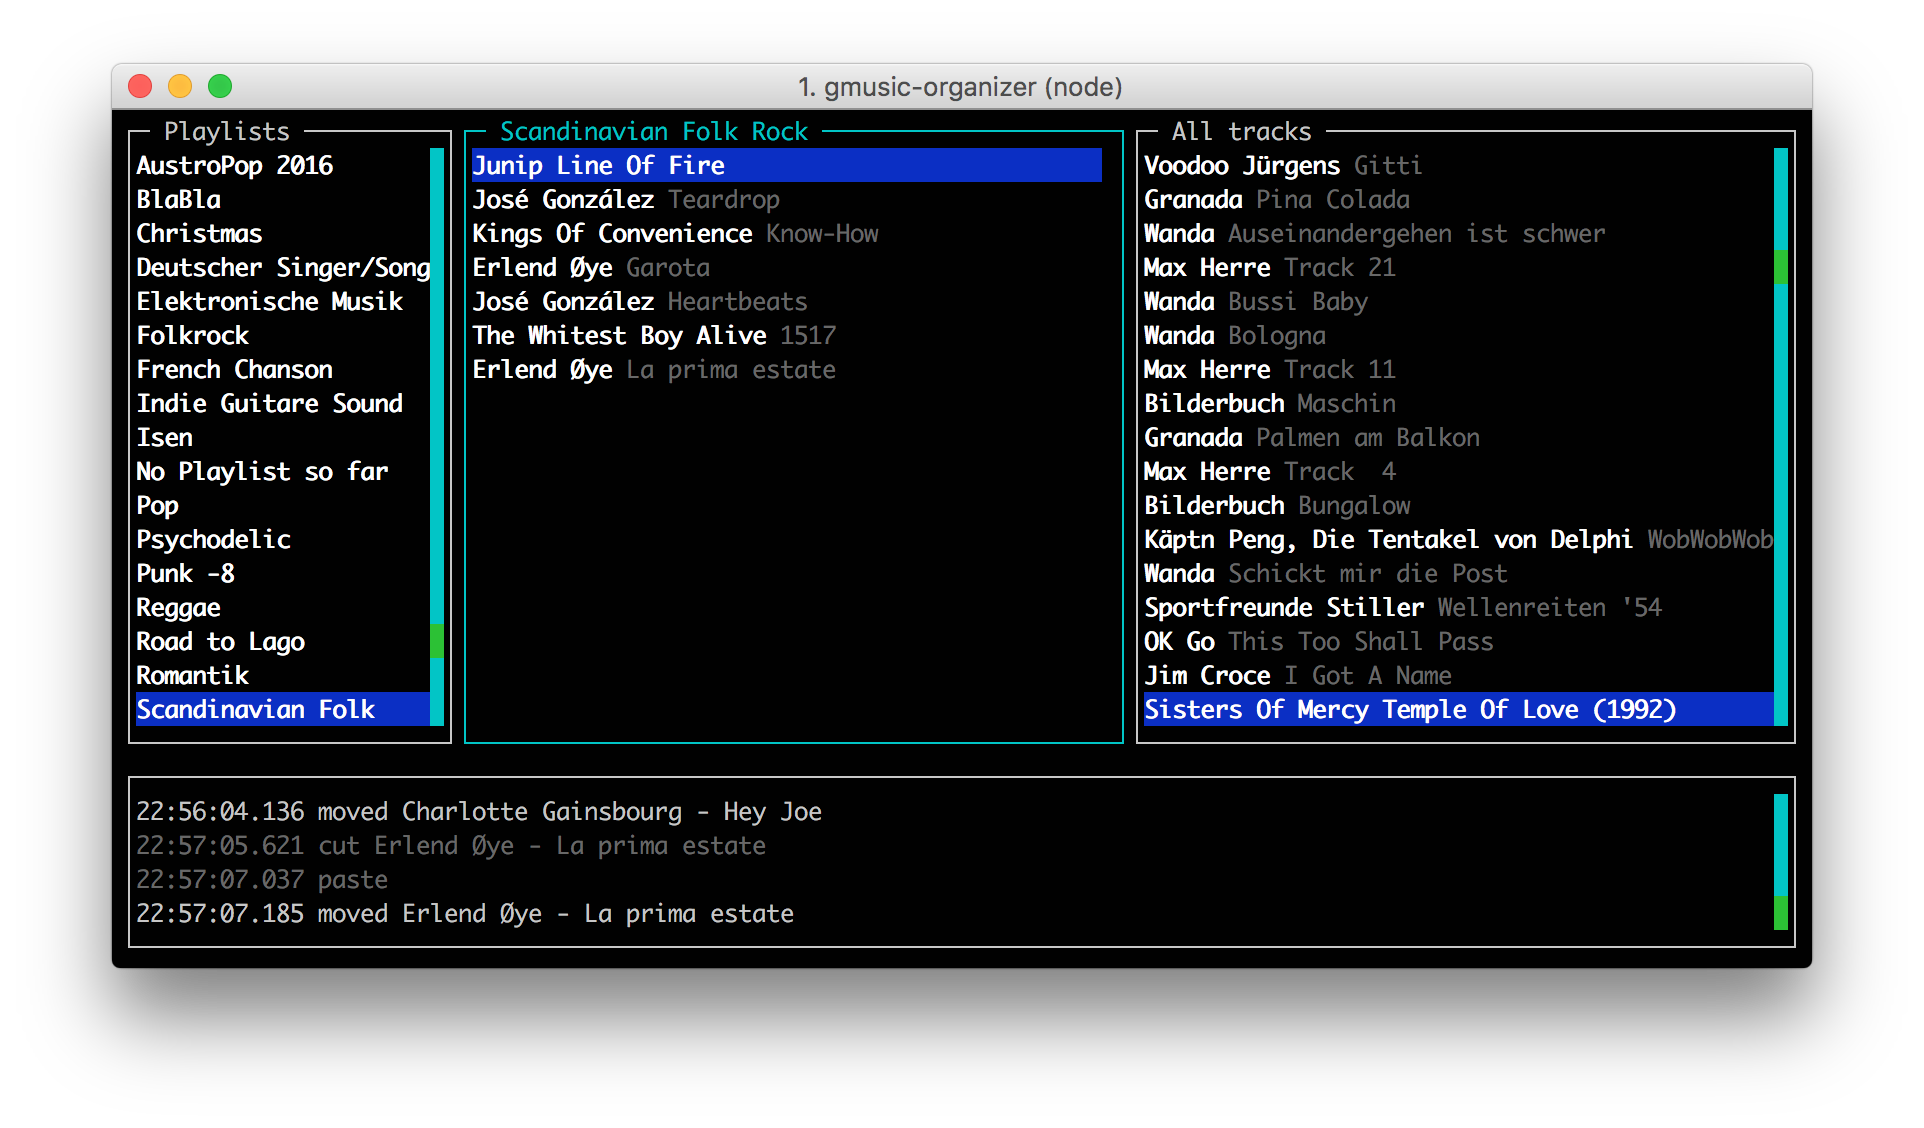 1. gmusic-organizer (node)
Playlists
AustroPop 2016
BlaBla
Christmas
Deutscher Singer/Song
Elektronische Musik
Folkrock
French Chanson
Indie Guitare Sound
Isen
No Playlist so far
Pop
Psychodelic
Punk -8
Reggae
Road to Lago
Romantik
Scandinavian Folk
Scandinavian Folk Rock
Junip Line Of Fire
José González Teardrop
Kings Of Convenience Know-How
Erlend Øye Garota
José González Heartbeats
The Whitest Boy Alive 1517
Erlend Øye La prima estate
All tracks
Voodoo Jürgens Gitti
Granada Pina Colada
Wanda Auseinandergehen ist schwer
Max Herre Track 21
Wanda Bussi Baby
Wanda Bologna
Max Herre Track 11
Bilderbuch Maschin
Granada Palmen am Balkon
Max Herre Track  4
Bilderbuch Bungalow
Käptn Peng, Die Tentakel von Delphi WobWobWob
Wanda Schickt mir die Post
Sportfreunde Stiller Wellenreiten '54
OK Go This Too Shall Pass
Jim Croce I Got A Name
Sisters Of Mercy Temple Of Love (1992)
22:56:04.136 moved Charlotte Gainsbourg - Hey Joe
22:57:05.621 cut Erlend Øye - La prima estate
22:57:07.037 paste
22:57:07.185 moved Erlend Øye - La prima estate